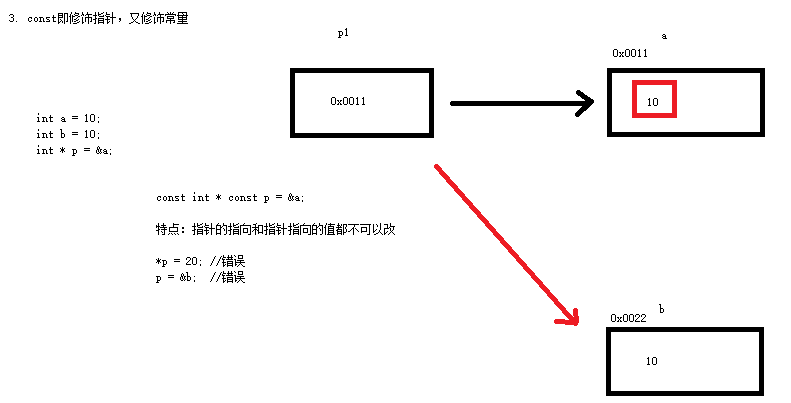 3. const即修饰指针，又修饰常量
p1
a
0x0011
0x0011
10
int a = 10;
int b = 10;
int * p = &a;
const int * const p = &a;
特点：指针的指向和指针指向的值都不可以改
*p = 20; //错误
p = &b; //错误
b
0x0022
10